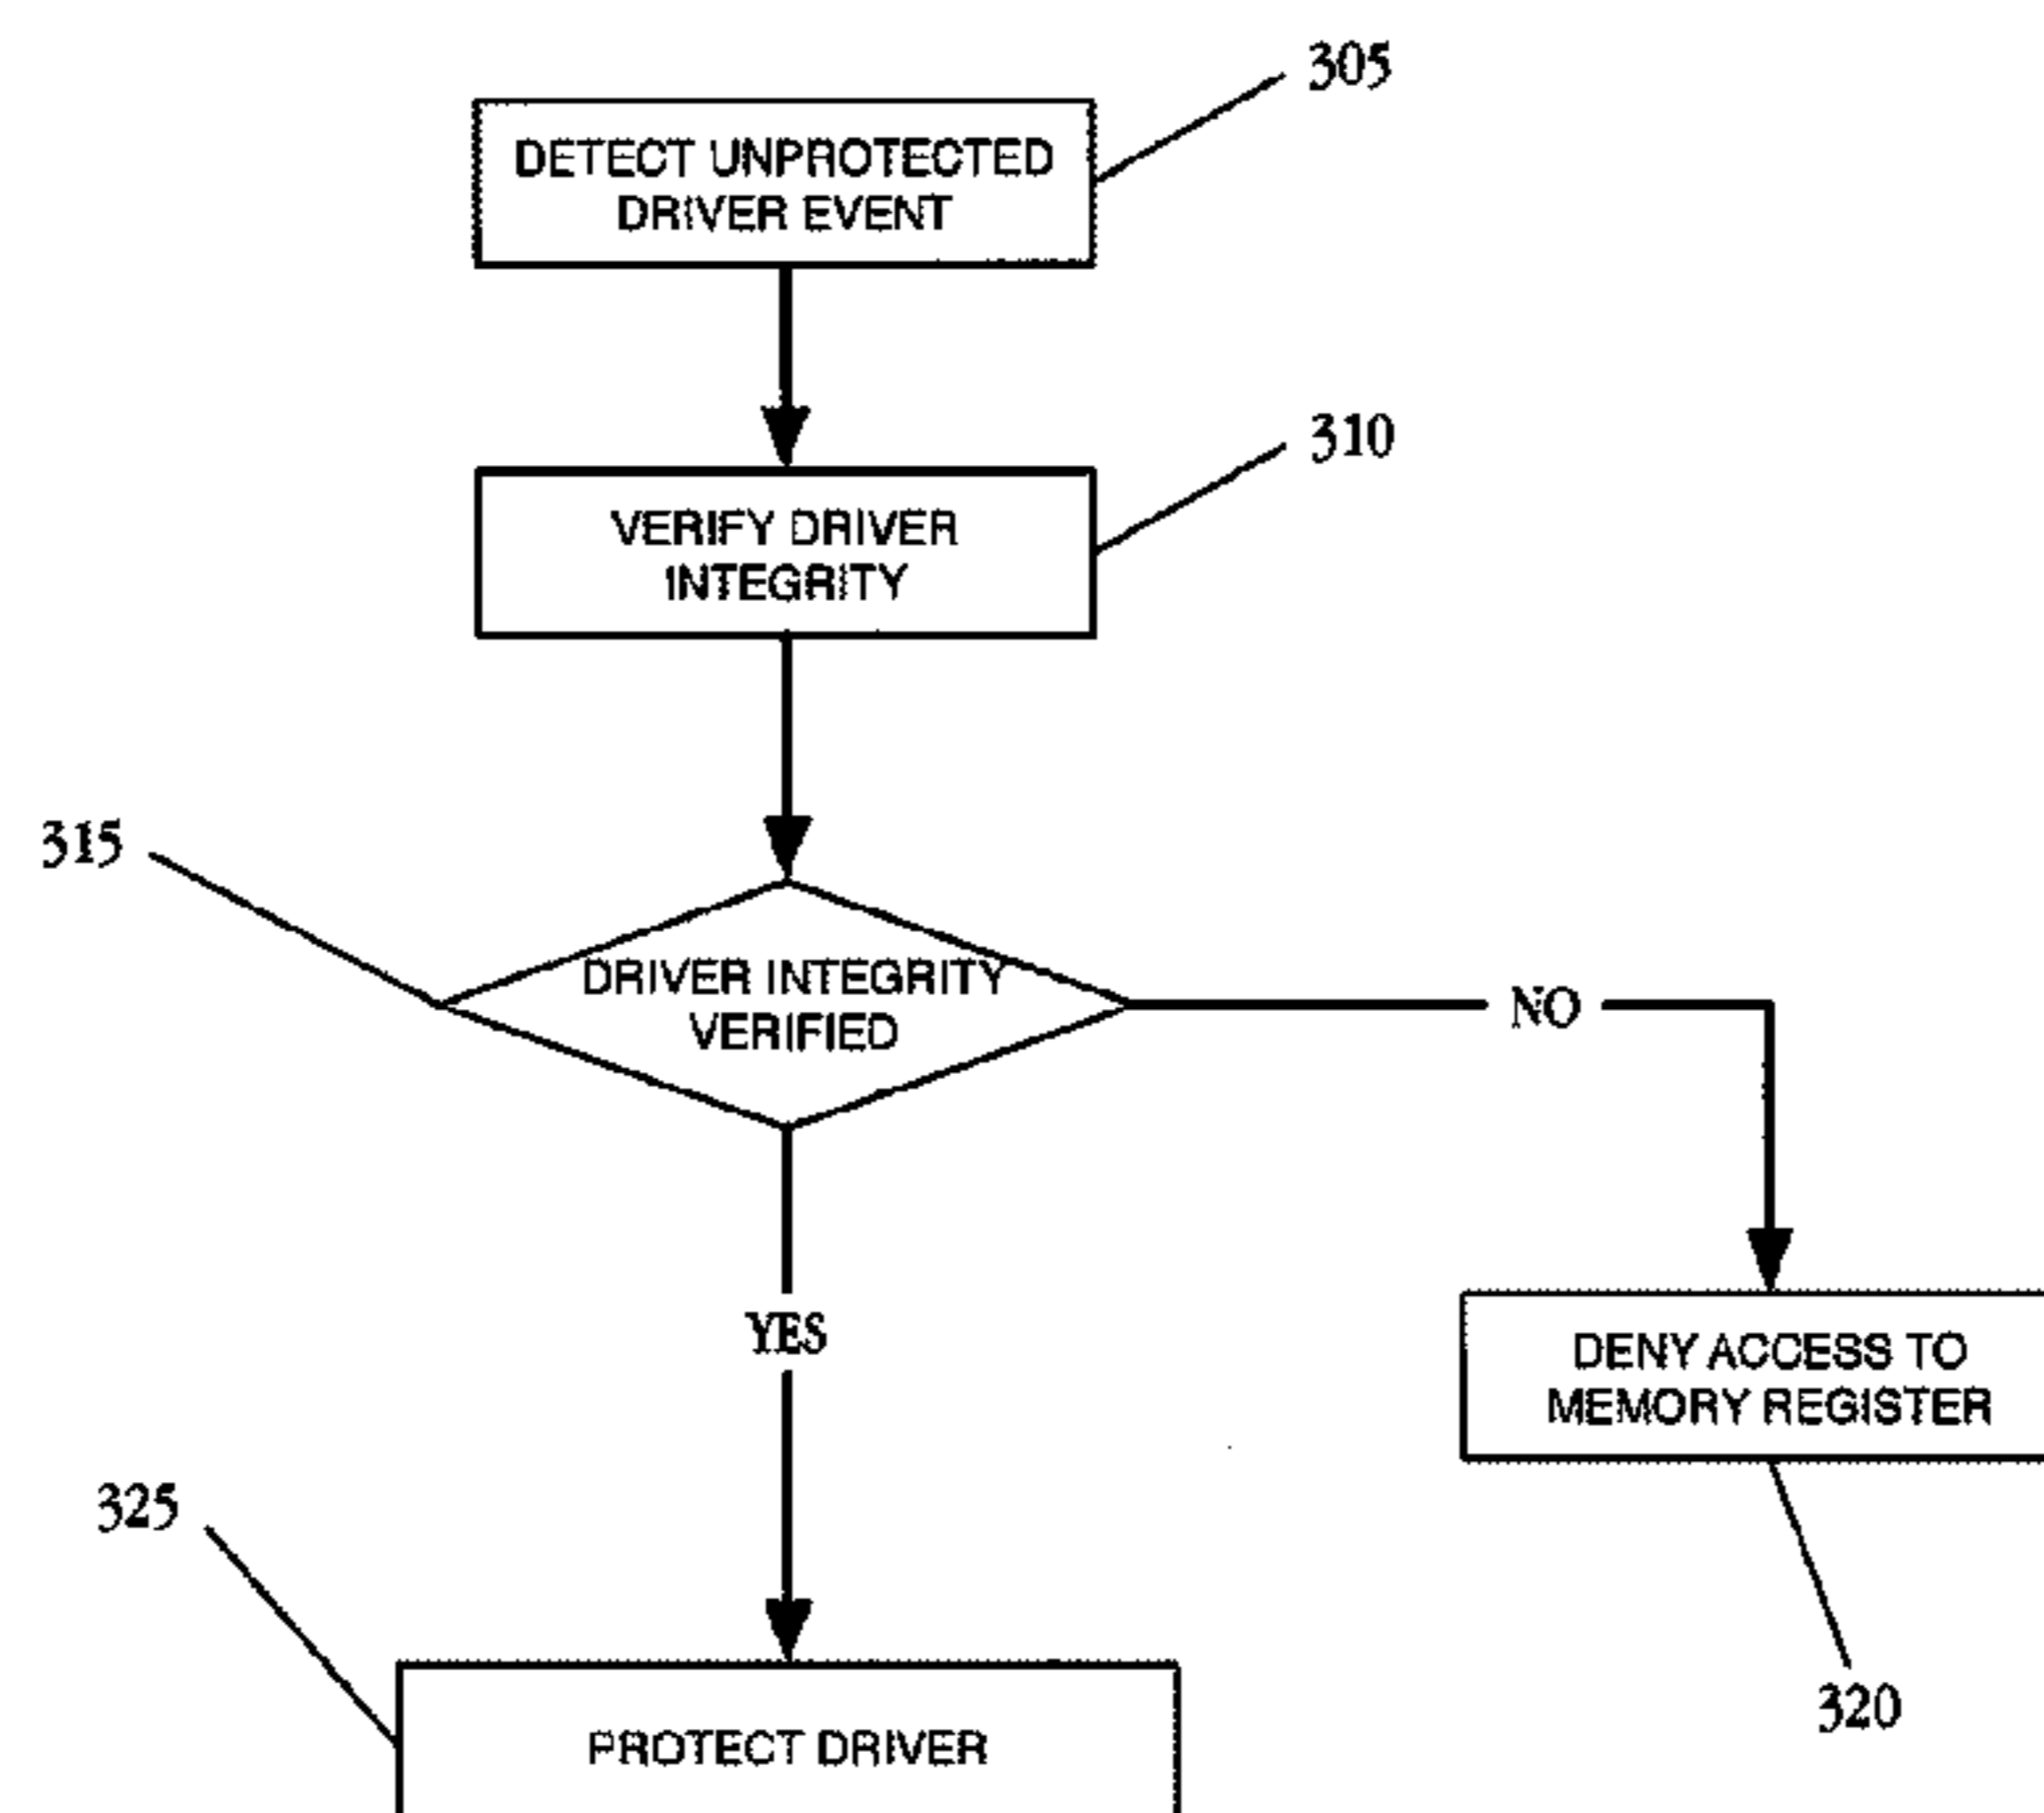 305
DETECT UNPROTECTED
DRIVER EVENT
310
VERIFY DRIVER
INTEGRITY
315
DRIVER INTEGRITY
VERIFIED
NO
YES
DENY ACCESS TO
MEMORY REGISTER
325
320
PROTECT DRIVER